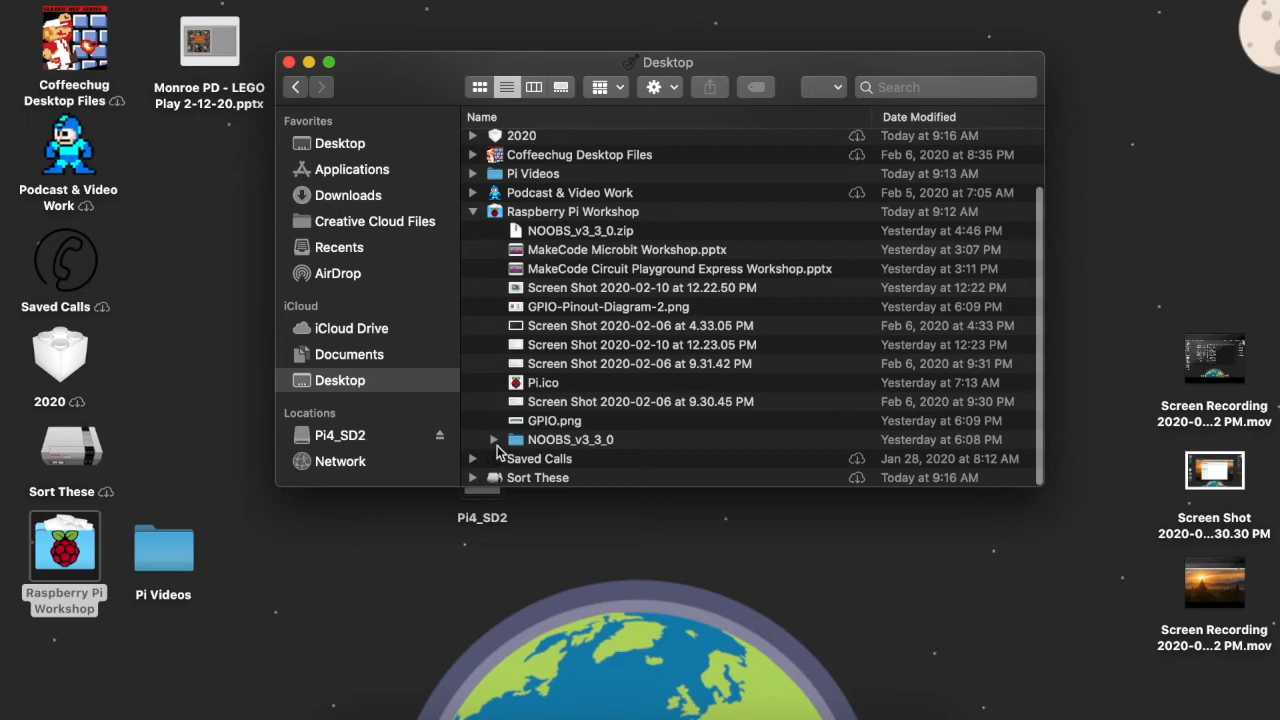 Coffeechug
Desktop Files
Monroe PD - LEGO
Play 2-12-20.pptx
Podcast & Video
Work
Saved Calls
2020
Sort These
Raspberry Pi
Workshop
Pi Videos
Desktop
Search
Favorites
Desktop
Applications
Downloads
Creative Cloud Files
Recents
AirDrop
iCloud
iCloud Drive
Documents
Desktop
Locations
Pi4_SD2
Network
Name Date Modified
2020 Today at 9:16 AM
Coffeechug Desktop Files Feb 6, 2020 at 8:35 PM
Pi Videos Today at 9:13 AM
Podcast & Video Work Feb 5, 2020 at 7:05 AM
Raspberry Pi Workshop Today at 9:12 AM
NOOBS_v3_3_0.zip Yesterday at 4:46 PM
MakeCode Microbit Workshop.pptx Yesterday at 3:07 PM
MakeCode Circuit Playground Express Workshop.pptx Yesterday at 3:11 PM
Screen Shot 2020-02-10 at 12.22.50 PM Yesterday at 12:22 PM
GPIO-Pinout-Diagram-2.png Yesterday at 6:09 PM
Screen Shot 2020-02-06 at 4.33.05 PM Feb 6, 2020 at 4:33 PM
Screen Shot 2020-02-10 at 12.23.05 PM Yesterday at 12:23 PM
Screen Shot 2020-02-06 at 9.31.42 PM Feb 6, 2020 at 9:31 PM
Pi.ico Yesterday at 7:13 AM
Screen Shot 2020-02-06 at 9.30.45 PM Feb 6, 2020 at 9:30 PM
GPIO.png Yesterday at 6:09 PM
NOOBS_v3_3_0 Yesterday at 6:08 PM
Saved Calls Jan 28, 2020 at 8:12 AM
Sort These Today at 9:16 AM
Pi4_SD2
Screen Recording
2020-0...2 PM.mov
Screen Shot
2020-0...30.30 PM
Screen Recording
2020-0...2 PM.mov